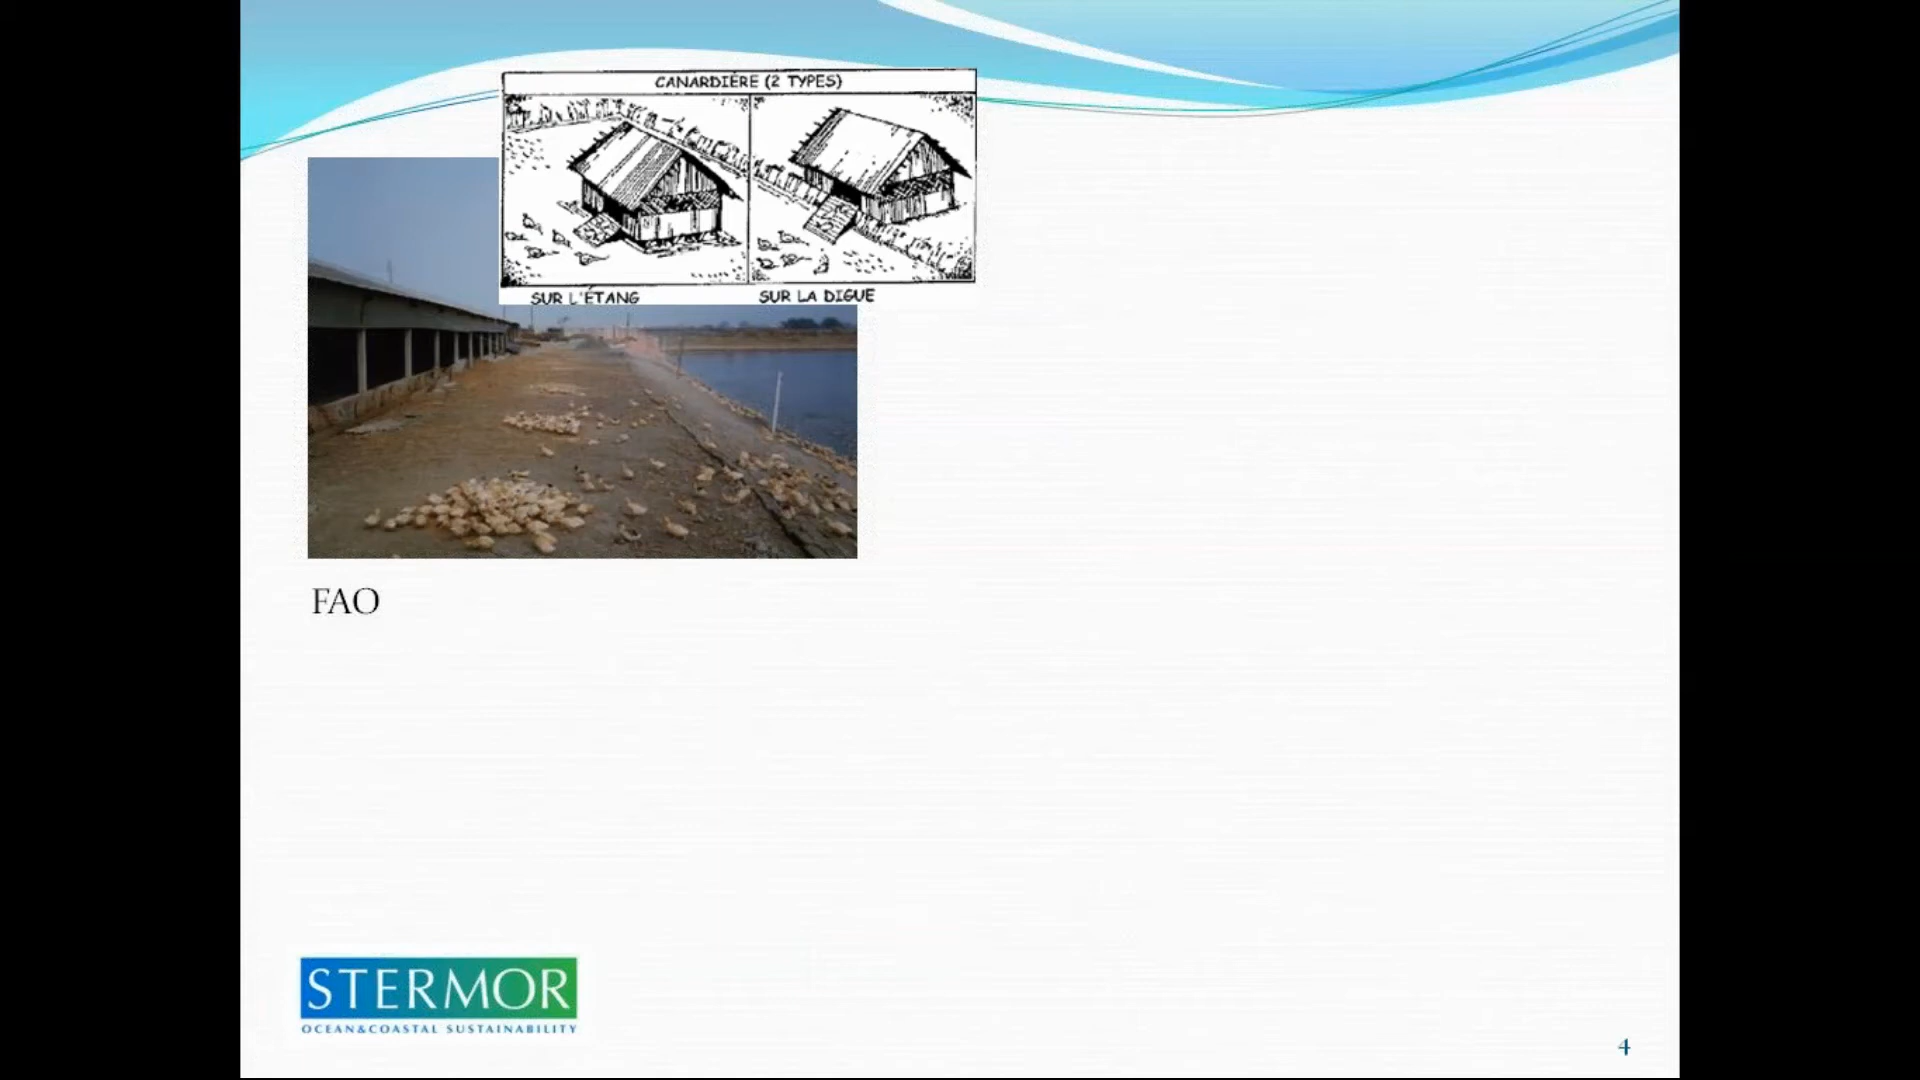 CANARDIÈRE (2 TYPES)
SUR L'ÉTANG
SUR LA DIGUE
FAO
STERMOR
OCEAN&COASTAL SUSTAINABILITY
4